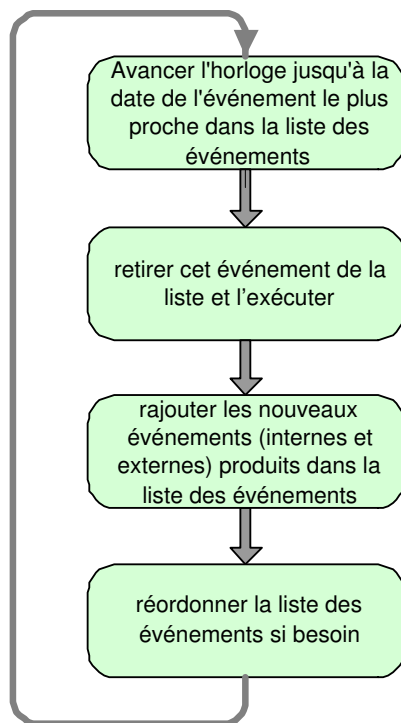 Avancer l'horloge jusqu'à la
date de l'événement le plus
proche dans la liste des
événements
retirer cet événement de la
liste et l’exécuter
rajouter les nouveaux
événements (internes et
externes) produits dans la
liste des événements
réordonner la liste des
événements si besoin